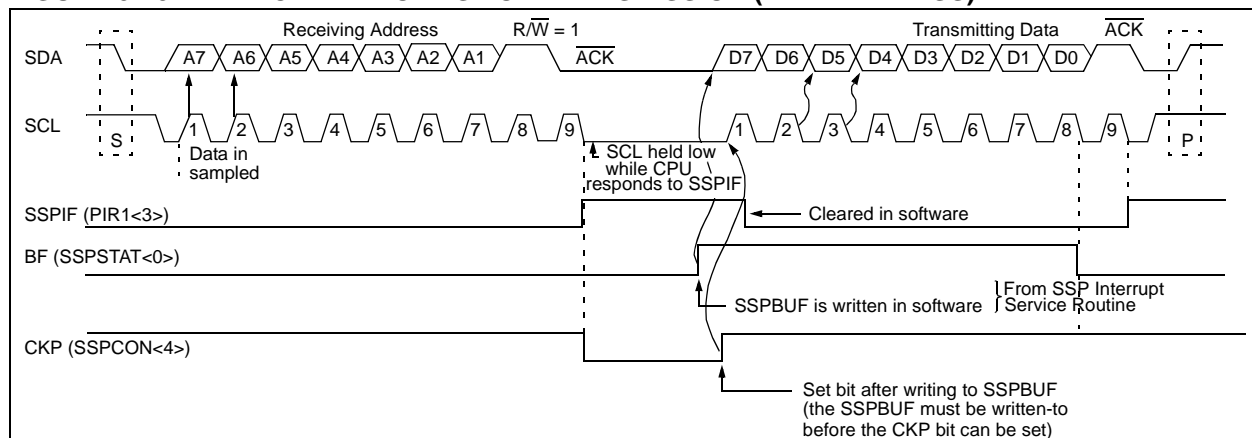 Receiving Address R/W = 1 Transmitting Data ACK
SDA A7 A6 A5 A4 A3 A2 A1 ACK D7 D6 D5 D4 D3 D2 D1 D0
SCL S 1 2 3 4 5 6 7 8 9 1 2 3 4 5 6 7 8 9 P
Data in
sampled
SCL held low
while CPU
responds to SSPIF
SSPIF (PIR1<3>)
Cleared in software
BF (SSPSTAT<0>)
SSPBUF is written in software
From SSP Interrupt
Service Routine
CKP (SSPCON<4>)
Set bit after writing to SSPBUF
(the SSPBUF must be written-to
before the CKP bit can be set)